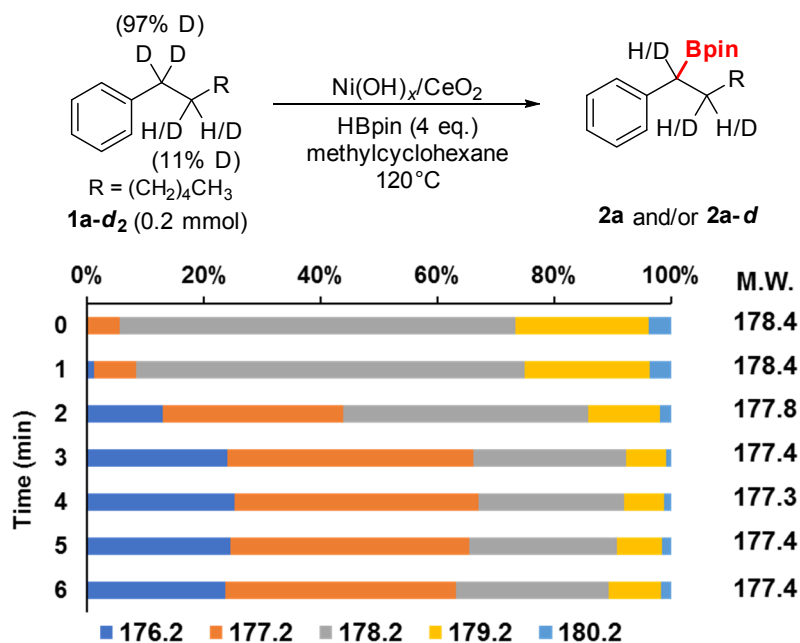 (97% D)
D D
R
H/D H/D
(11% D)
R = (CH2)4CH3
1a-d2 (0.2 mmol)
Ni(OH)x/CeO2
HBpin (4 eq.)
methylcyclohexane
120°C
H/D Bpin
R
H/D H/D
2a and/or 2a-d
0% 20% 40% 60% 80% 100% M.W.
0 178.4
1 178.4
2 177.8
3 177.4
4 177.3
5 177.4
6 177.4
Time (min)
176.2 177.2 178.2 179.2 180.2